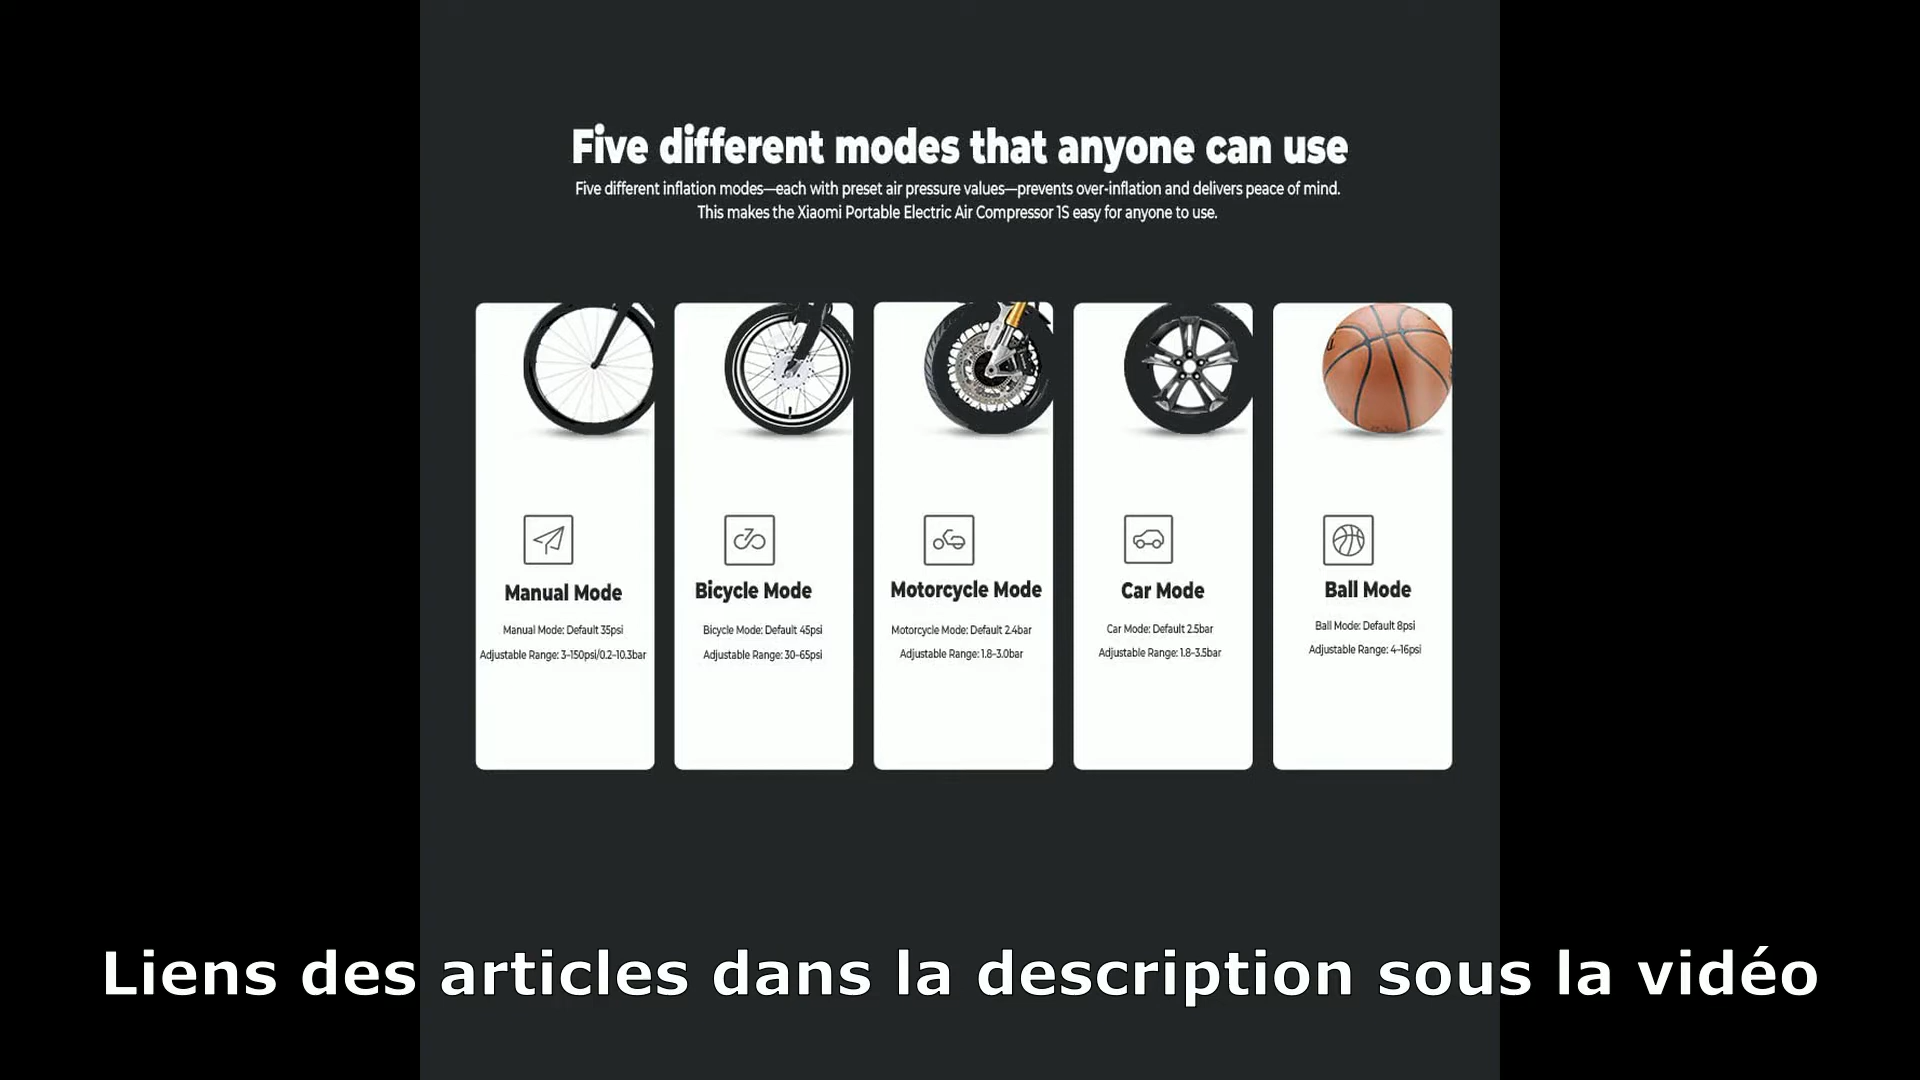 Five different modes that anyone can use
Five different inflation modes—each with preset air pressure values—prevents over-inflation and delivers peace of mind.
This makes the Xiaomi Portable Electric Air Compressor 1S easy for anyone to use.
Manual Mode
Manual Mode: Default 35psi
Adjustable Range: 3-150psi/0.2-10.3bar
Bicycle Mode
Bicycle Mode: Default 45psi
Adjustable Range: 30-65psi
Motorcycle Mode
Motorcycle Mode: Default 2.4bar
Adjustable Range: 1.8-3.0bar
Car Mode
Car Mode: Default 2.5bar
Adjustable Range: 1.8-3.5bar
Ball Mode
Ball Mode: Default 8psi
Adjustable Range: 4-16psi
Liens des articles dans la description sous la vidéo